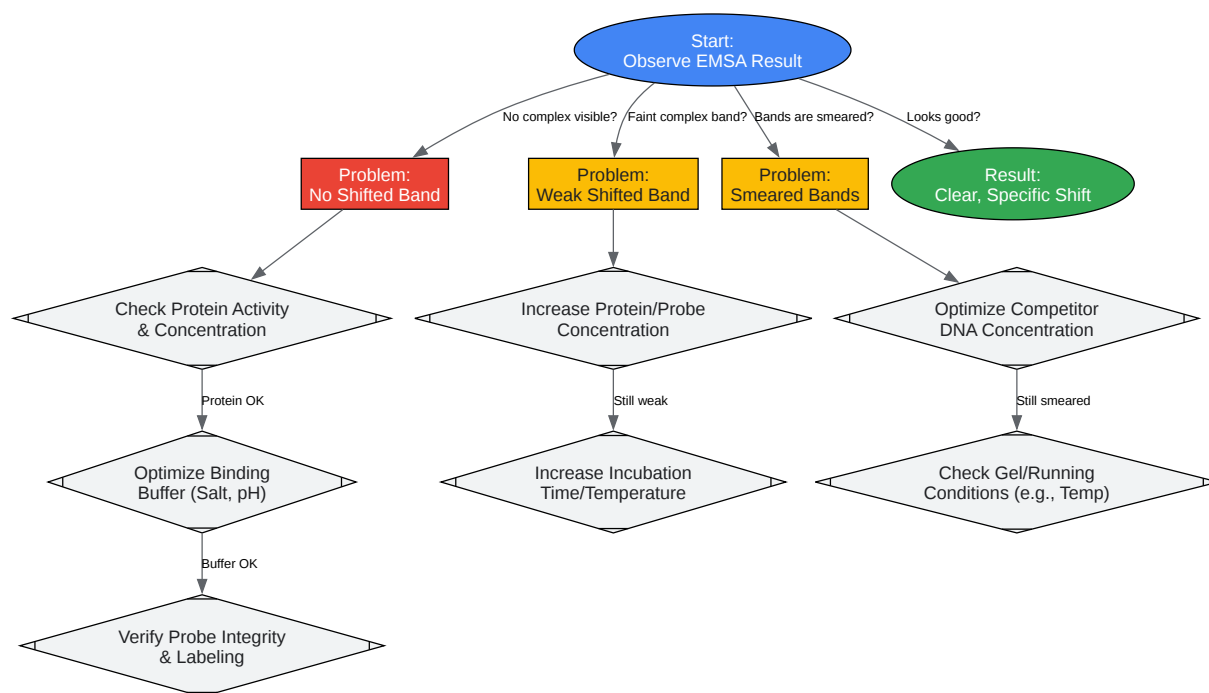 Start:
Observe EMSA Result
No complex visible?
Faint complex band?
Bands are smeared?
Looks good?
Problem:
No Shifted Band
Problem:
Weak Shifted Band
Problem:
Smeared Bands
Result:
Clear, Specific Shift
Check Protein Activity
& Concentration
Increase Protein/Probe
Concentration
Optimize Competitor
DNA Concentration
Protein OK
Still weak
Still smeared
Optimize Binding
Buffer (Salt, pH)
Increase Incubation
Time/Temperature
Check Gel/Running
Conditions (e.g., Temp)
Buffer OK
Verify Probe Integrity
& Labeling